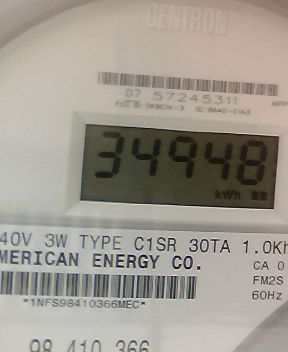 CENTRON
07 57245311
34948
kWh
40V 3W TYPE C1SR 30TA 1.0Kh
MERICAN ENERGY CO.
CA 0
FM2S
60Hz
*1NFS98410366MEC*
98 410 366